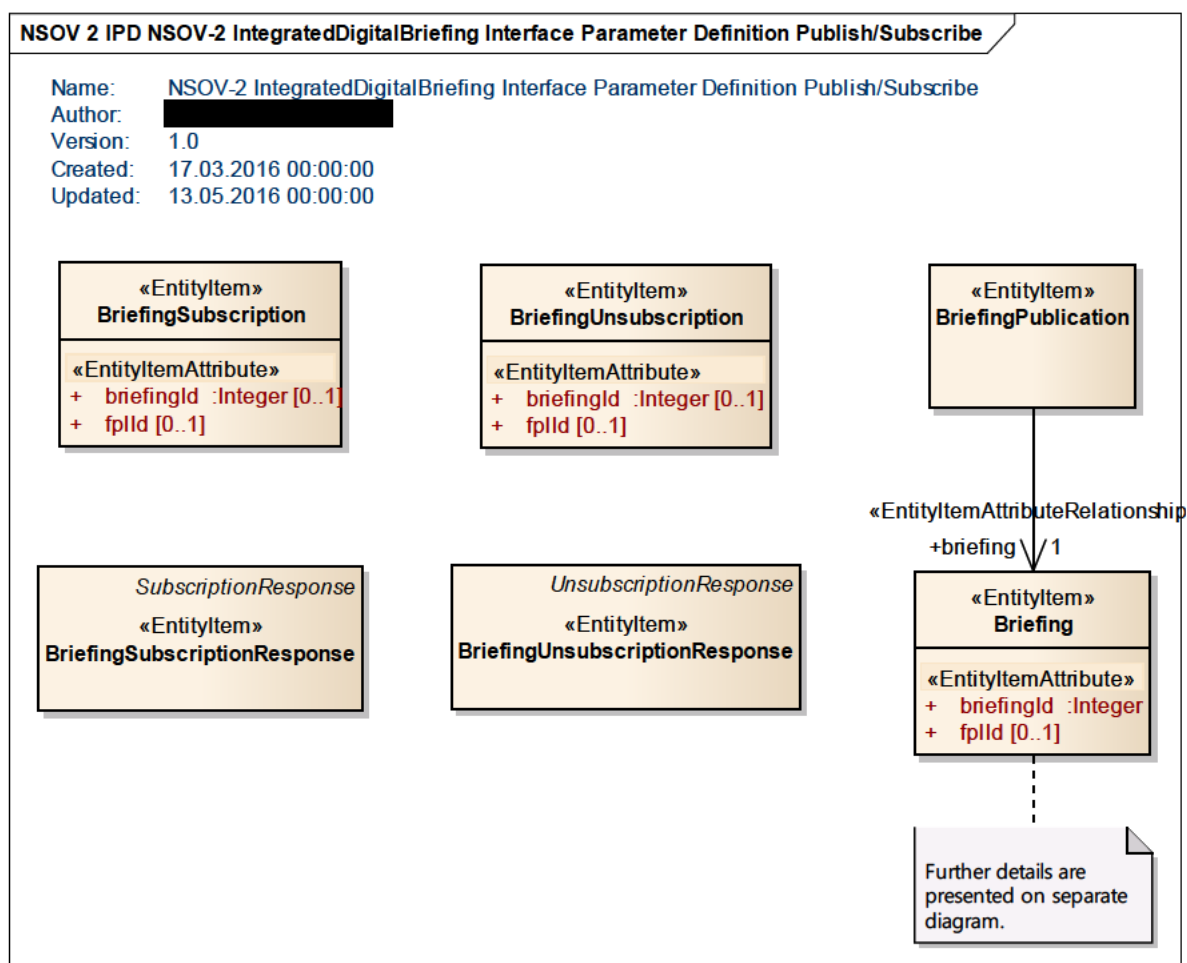 NSOV 2 IPD NSOV-2 IntegratedDigitalBriefing Interface Parameter Definition Publish/Subscribe
Name: NSOV-2 IntegratedDigitalBriefing Interface Parameter Definition Publish/Subscribe
Author:
Version: 1.0
Created: 17.03.2016 00:00:00
Updated: 13.05.2016 00:00:00
«EntityItem»
BriefingSubscription
«EntityItemAttribute»
+ briefingId :Integer [0..1]
+ fplId [0..1]
«EntityItem»
BriefingUnsubscription
«EntityItemAttribute»
+ briefingId :Integer [0..1]
+ fplId [0..1]
«EntityItem»
BriefingPublication
«EntityItemAttributeRelationship
+briefing 1
SubscriptionResponse
«EntityItem»
BriefingSubscriptionResponse
UnsubscriptionResponse
«EntityItem»
BriefingUnsubscriptionResponse
«EntityItem»
Briefing
«EntityItemAttribute»
+ briefingId :Integer
+ fplId [0..1]
Further details are
presented on separate
diagram.